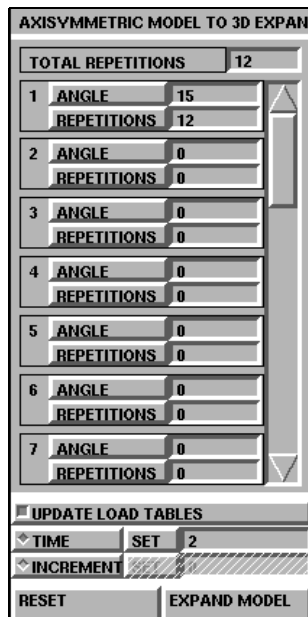 AXISYMMETRIC MODEL TO 3D EXPAN
TOTAL REPETITIONS 12
1 ANGLE 15
REPETITIONS 12
2 ANGLE 0
REPETITIONS 0
3 ANGLE 0
REPETITIONS 0
4 ANGLE 0
REPETITIONS 0
5 ANGLE 0
REPETITIONS 0
6 ANGLE 0
REPETITIONS 0
7 ANGLE 0
REPETITIONS 0
UPDATE LOAD TABLES
TIME SET 2
INCREMENT SET 0
RESET EXPAND MODEL